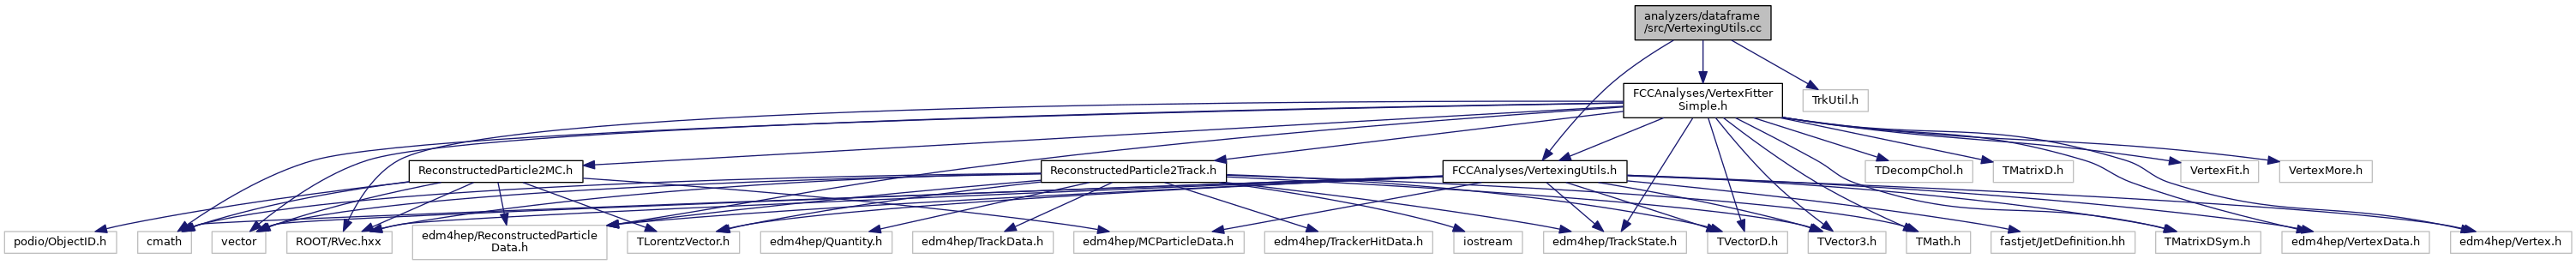 analyzers/dataframe
/src/VertexingUtils.cc
FCCAnalyses/VertexFitter
Simple.h
TrkUtil.h
ReconstructedParticle2MC.h
ReconstructedParticle2Track.h
FCCAnalyses/VertexingUtils.h
TDecompChol.h
TMatrixD.h
VertexFit.h
VertexMore.h
podio/ObjectID.h
cmath
vector
ROOT/RVec.hxx
edm4hep/ReconstructedParticle
Data.h
TLorentzVector.h
edm4hep/Quantity.h
edm4hep/TrackData.h
edm4hep/MCParticleData.h
edm4hep/TrackerHitData.h
iostream
edm4hep/TrackState.h
TVectorD.h
TVector3.h
TMath.h
fastjet/JetDefinition.hh
TMatrixDSym.h
edm4hep/VertexData.h
edm4hep/Vertex.h